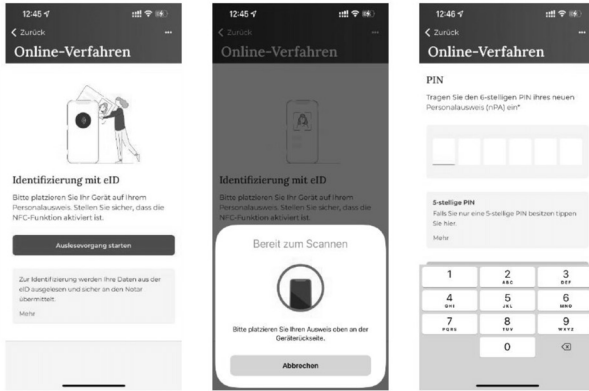 12:45
Zurück
Online-Verfahren
Identifizierung mit eID
Bitte platzieren Sie Ihr Gerät auf Ihrem
Personalausweis. Stellen Sie sicher, dass die
NFC-Funktion aktiviert ist.
Auslesevorgang starten
Zur Identifizierung werden Ihre Daten aus der
eID ausgelesen und sicher an den Notar
übermittelt.
Mehr
12:45
Zurück
Online-Verfahren
Identifizierung mit eID
Bitte platzieren Sie Ihr Gerät auf Ihrem
Personalausweis. Stellen Sie sicher, dass die
NFC-Funktion aktiviert ist.
Bereit zum Scannen
Bitte platzieren Sie Ihren Ausweis oben an der
Geräterückseite.
Abbrechen
12:46
Zurück
Online-Verfahren
PIN
Tragen Sie den 6-stelligen PIN ihres neuen
Personalausweis (nPA) ein*
5-stellige PIN
Falls Sie nur eine 5-stellige PIN besitzen tippen
Sie hier.
Mehr
1 2 3
ABC DEF
4 5 6
GHI JKL MNO
7 8 9
PQRS TUV WXYZ
0